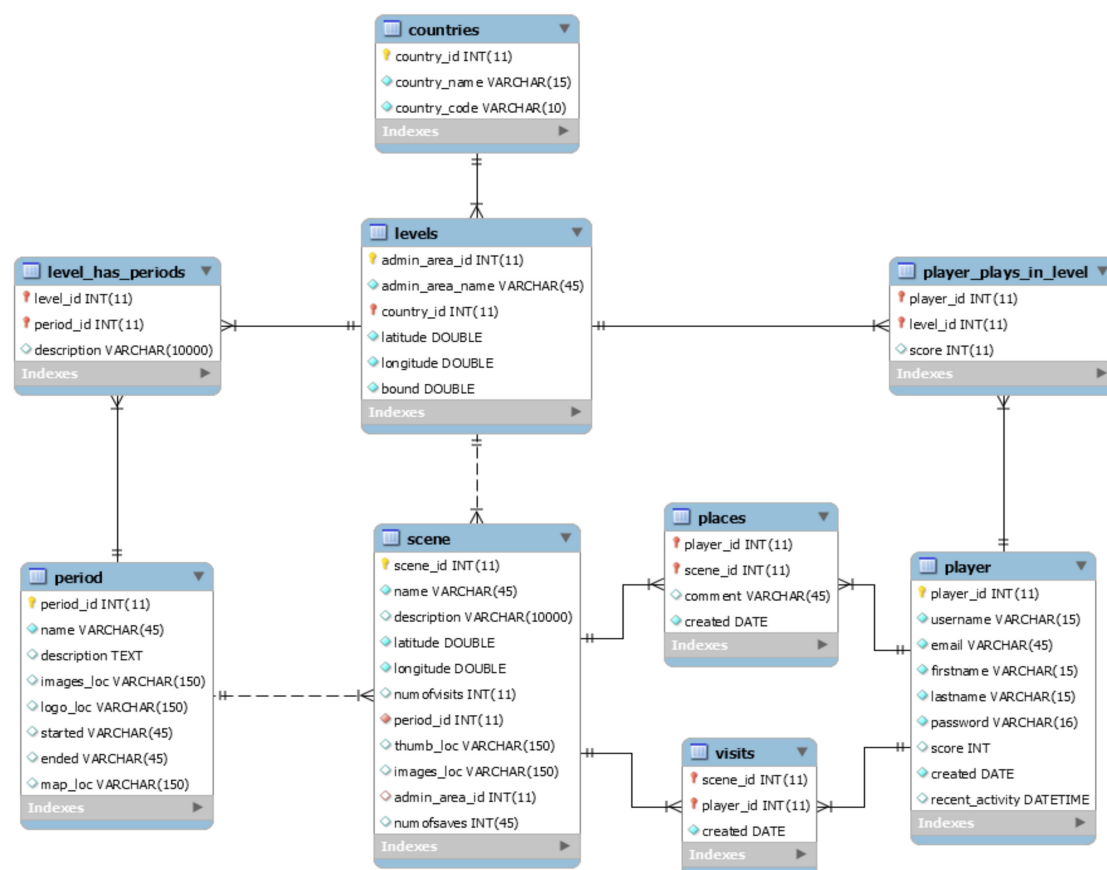 countries
country_id INT(11)
country_name VARCHAR(15)
country_code VARCHAR(10)
Indexes
levels
admin_area_id INT(11)
admin_area_name VARCHAR(45)
country_id INT(11)
latitude DOUBLE
longitude DOUBLE
bound DOUBLE
Indexes
level_has_periods
level_id INT(11)
period_id INT(11)
description VARCHAR(10000)
Indexes
player_plays_in_level
player_id INT(11)
level_id INT(11)
score INT(11)
Indexes
period
period_id INT(11)
name VARCHAR(45)
description TEXT
images_loc VARCHAR(150)
logo_loc VARCHAR(150)
started VARCHAR(45)
ended VARCHAR(45)
map_loc VARCHAR(150)
Indexes
scene
scene_id INT(11)
name VARCHAR(45)
description VARCHAR(10000)
latitude DOUBLE
longitude DOUBLE
numofvisits INT(11)
period_id INT(11)
thumb_loc VARCHAR(150)
images_loc VARCHAR(150)
admin_area_id INT(11)
numofsaves INT(45)
Indexes
places
player_id INT(11)
scene_id INT(11)
comment VARCHAR(45)
created DATE
Indexes
visits
scene_id INT(11)
player_id INT(11)
created DATE
Indexes
player
player_id INT(11)
username VARCHAR(15)
email VARCHAR(45)
firstname VARCHAR(15)
lastname VARCHAR(15)
password VARCHAR(16)
score INT
created DATE
recent_activity DATETIME
Indexes